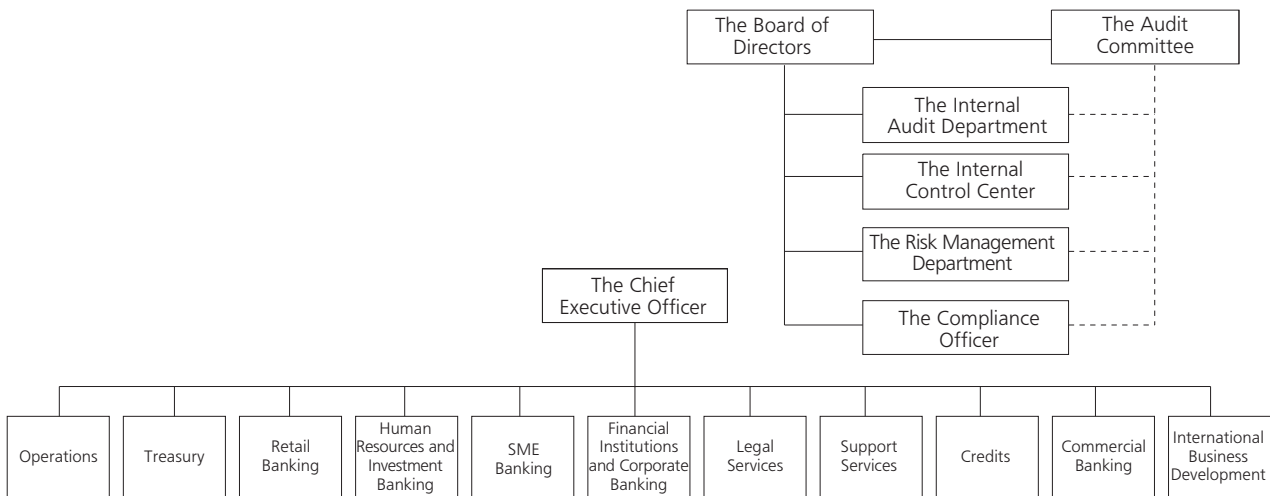 The Board of
Directors
The Audit
Committee
The Internal
Audit Department
The Internal
Control Center
The Risk Management
Department
The Chief
Executive Officer
The Compliance
Officer
Operations
Treasury
Retail
Banking
Human
Resources and
Investment
Banking
SME
Banking
Financial
Institutions
and Corporate
Banking
Legal
Services
Support
Services
Credits
Commercial
Banking
International
Business
Development